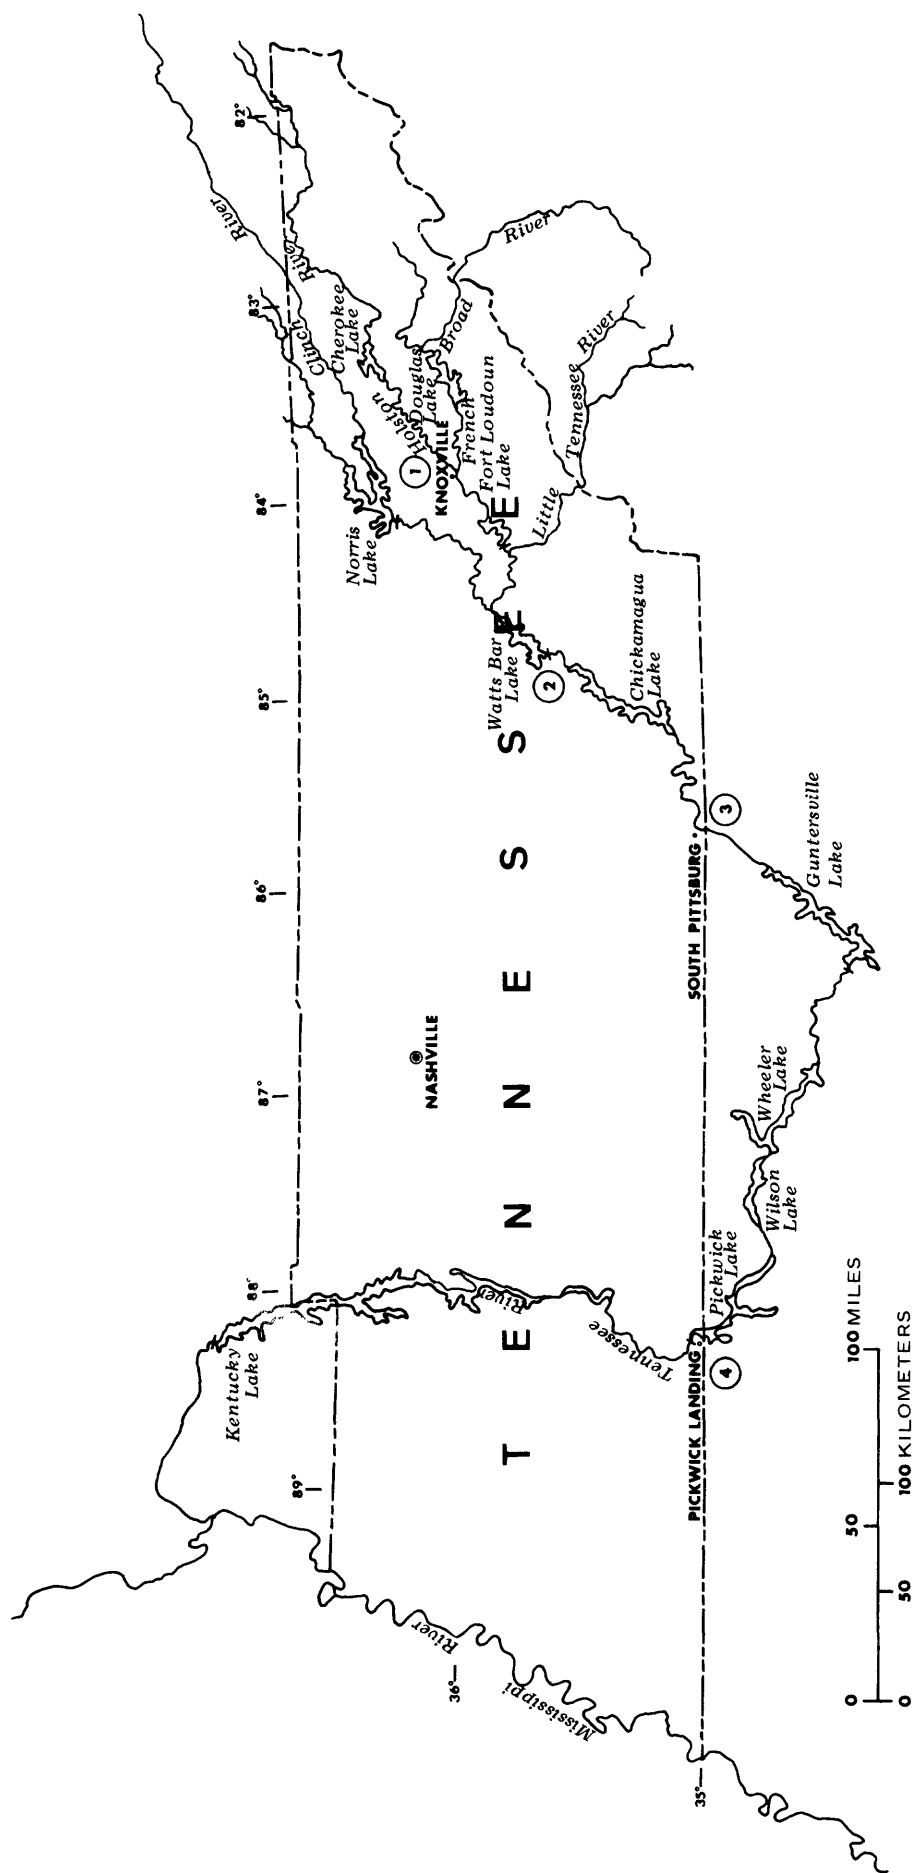 82°
83°
84°
85°
86°
87°
88°
89°
36°
35°
River
Clinch
River
Cherokee
Lake
Holston
Douglas
Lake
Broad
River
French
Fort Loudoun
Lake
1
KNOXVILLE
Norris
Lake
Little
Tennessee
River
Watts Bar
Lake
2
Chickamagua
Lake
3
SOUTH PITTSBURG
Guntersville
Lake
NASHVILLE
TENNESSEE
Wheeler
Lake
Wilson
Lake
Pickwick
Lake
PICKWICK LANDING
4
Tennessee
River
Kentucky
Lake
Mississippi
River
0 50 100 MILES
0 50 100 KILOMETERS